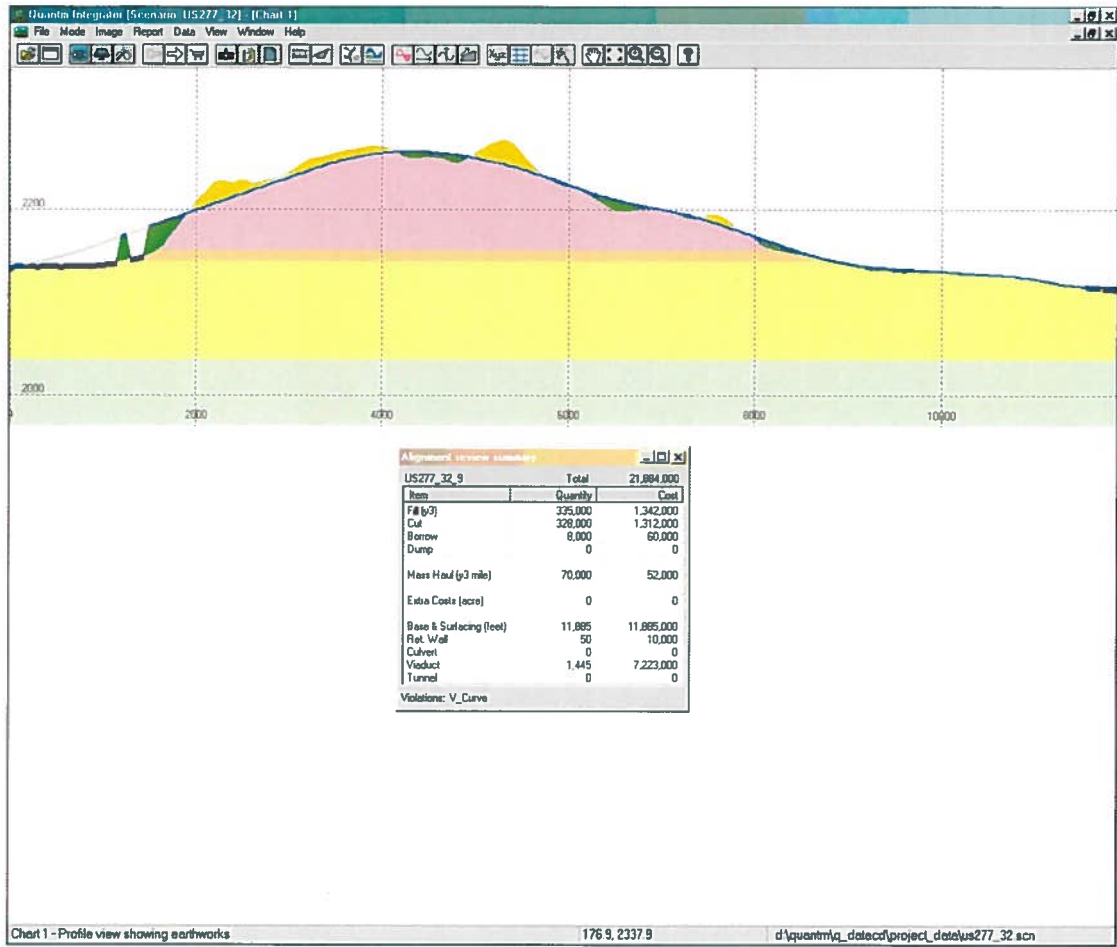 Quantm Integrator [Scenario: US277_32] - [Chart 1]
File Mode Image Report Data View Window Help
2200
2000
0 2000 4000 6000 8000 10000
Alignment review summary
US277_32_9 Total 21,884,000
Item Quantity Cost
Fill (y3) 335,000 1,342,000
Cut 328,000 1,312,000
Borrow 8,000 60,000
Dump 0 0
Mass Haul (y3 mile) 70,000 52,000
Extra Costs (acre) 0 0
Base & Surfacing (feet) 11,885 11,885,000
Ret. Wall 50 10,000
Culvert 0 0
Viaduct 1,445 7,223,000
Tunnel 0 0
Violations: V_Curve
Chart 1 - Profile view showing earthworks 176.9, 2337.9 d:\quantm\q_datacd\project_data\us277_32.scn